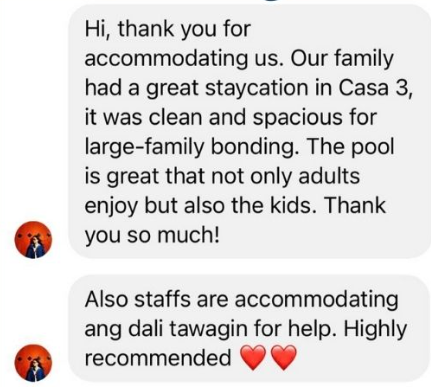 Hi, thank you for
accommodating us. Our family
had a great staycation in Casa 3,
it was clean and spacious for
large-family bonding. The pool
is great that not only adults
enjoy but also the kids. Thank
you so much!
Also staffs are accommodating
ang dali tawagin for help. Highly
recommended ❤️❤️